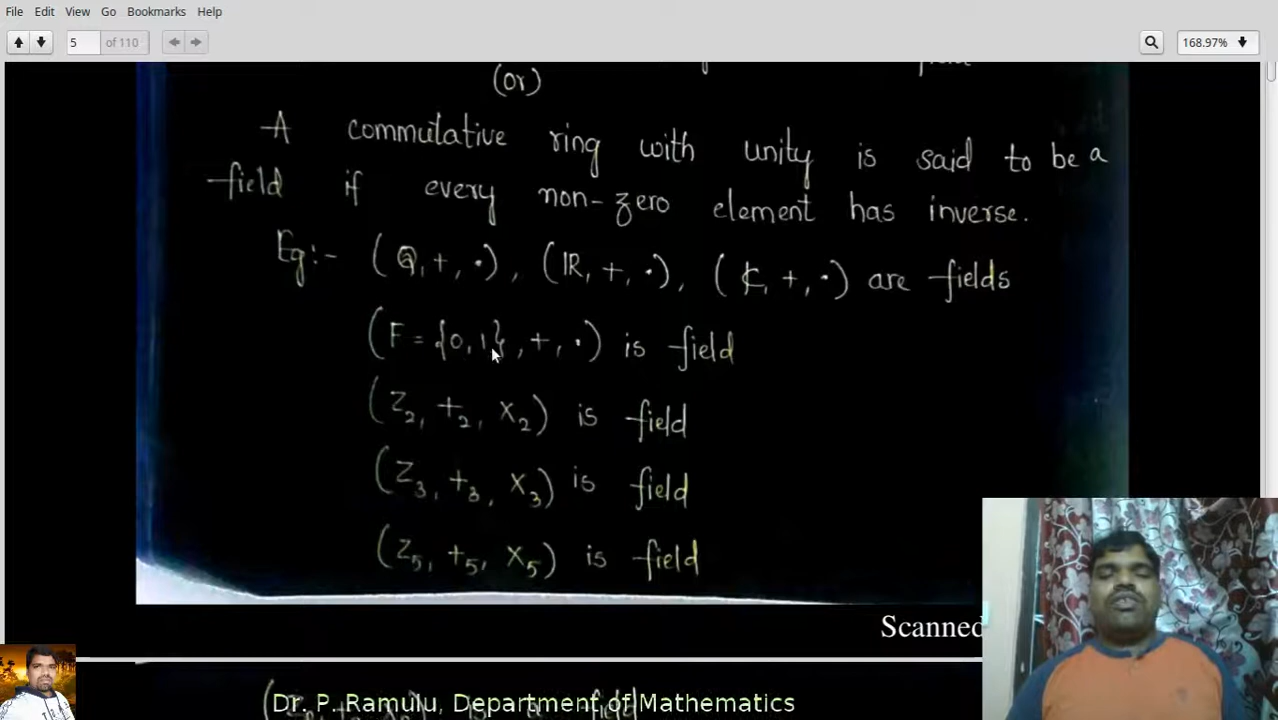 File Edit View Go Bookmarks Help
5 of 110 168.97%
(or) field
A commutative ring with unity is said to be a
field if every non-zero element has inverse.
Eg:- (Q, +, ·), (IR, +, ·), (C, +, ·) are fields
(F = {0, 1}, +, ·) is field
(Z₂, +₂, X₂) is field
(Z₃, +₃, X₃) is field
(Z₅, +₅, X₅) is field
Scanned
is a field
Dr. P. Ramulu, Department of Mathematics